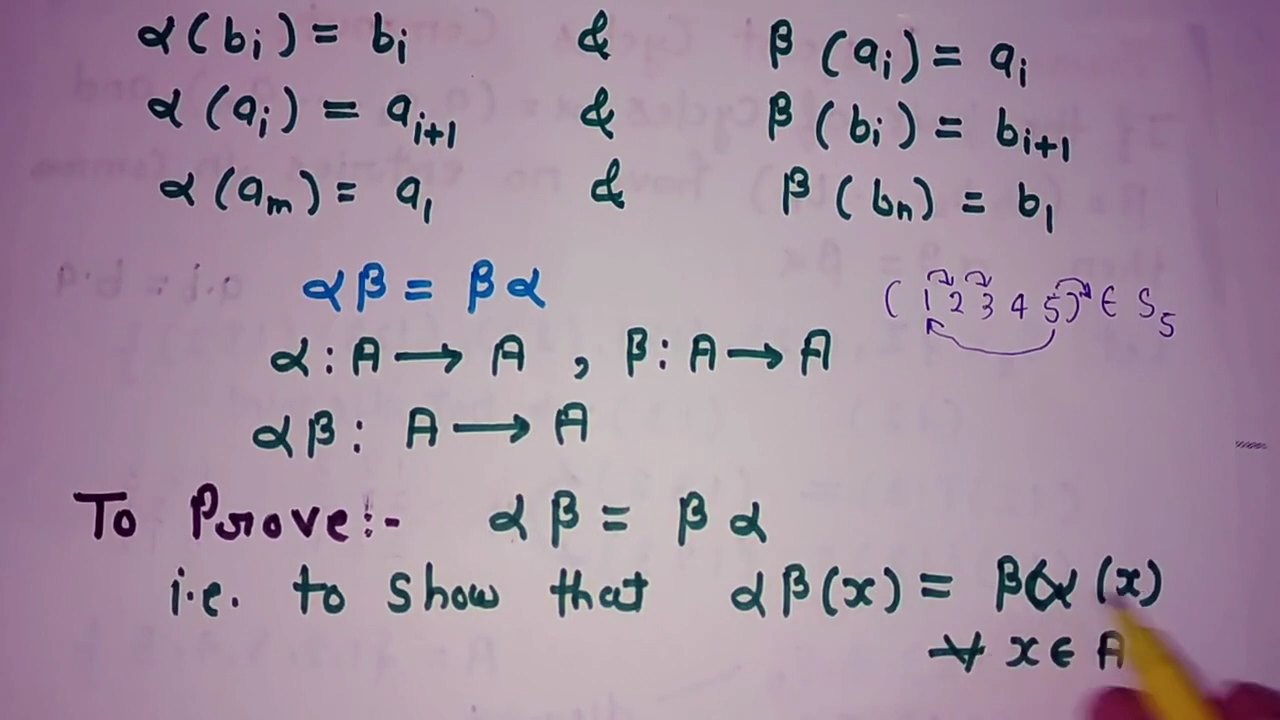 α(bᵢ) = bᵢ & β(aᵢ) = aᵢ
α(aᵢ) = aᵢ₊₁ & β(bᵢ) = bᵢ₊₁
α(aₘ) = a₁ & β(bₙ) = b₁
αβ = βα
(1 2 3 4 5) ∈ S₅
α : A → A , β : A → A
αβ : A → A
To Prove:- αβ = βα
i.e. to show that αβ(x) = βα(x)
∀ x ∈ A